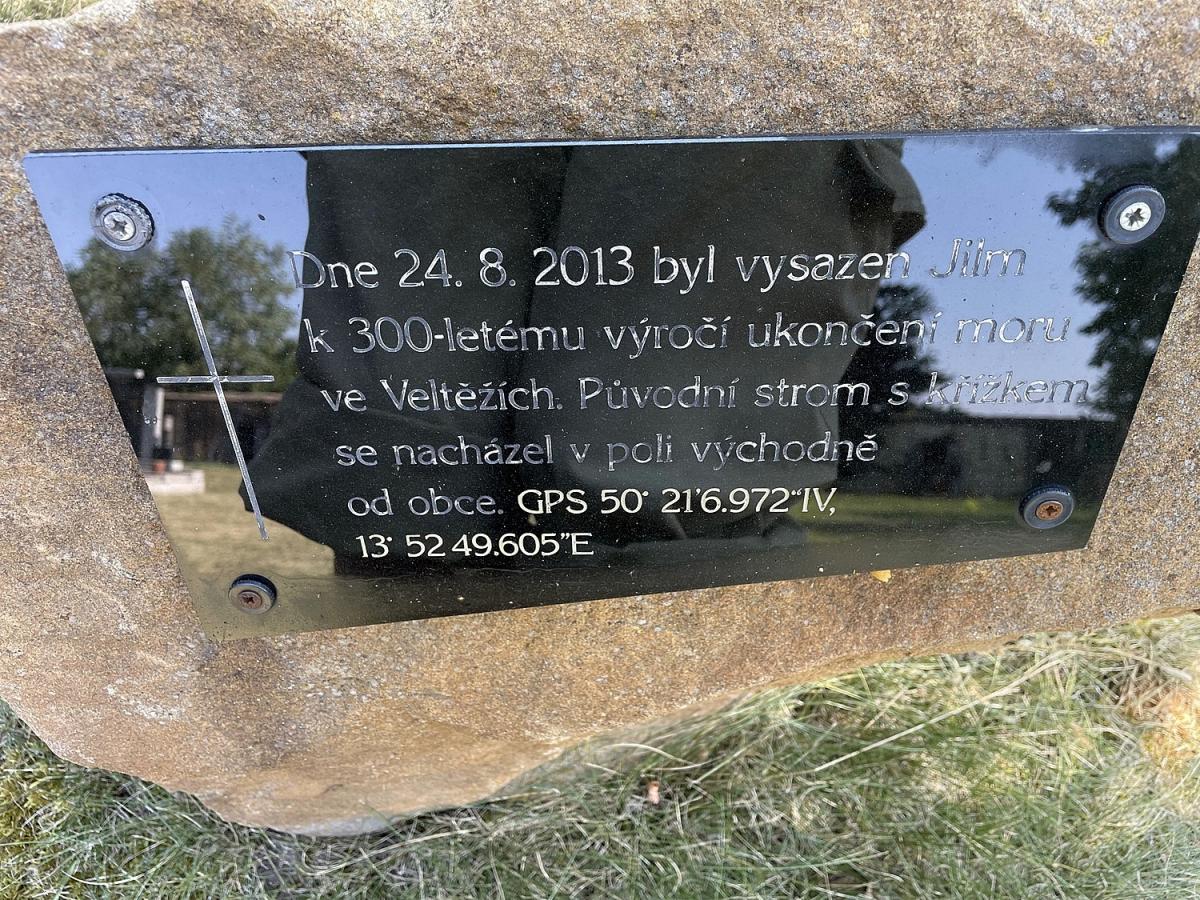 Dne 24. 8. 2013 byl vysazen Jilm
k 300-letému výročí ukončení moru
ve Veltěžích. Původní strom s křížkem
se nacházel v poli východně
od obce. GPS 50° 21'6.972"IV,
13° 52 49.605"E